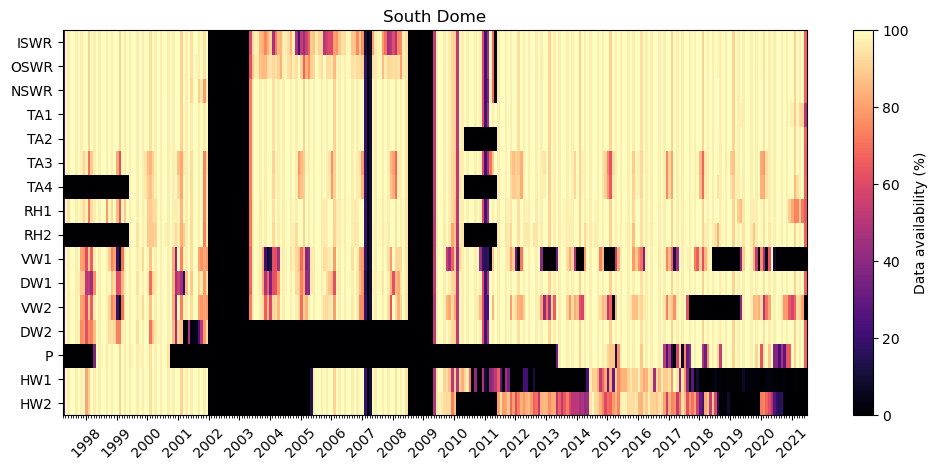 South Dome
ISWR
OSWR
NSWR
TA1
TA2
TA3
TA4
RH1
RH2
VW1
DW1
VW2
DW2
P
HW1
HW2
1998 1999 2000 2001 2002 2003 2004 2005 2006 2007 2008 2009 2010 2011 2012 2013 2014 2015 2016 2017 2018 2019 2020 2021
100
80
60
40
20
0
Data availability (%)